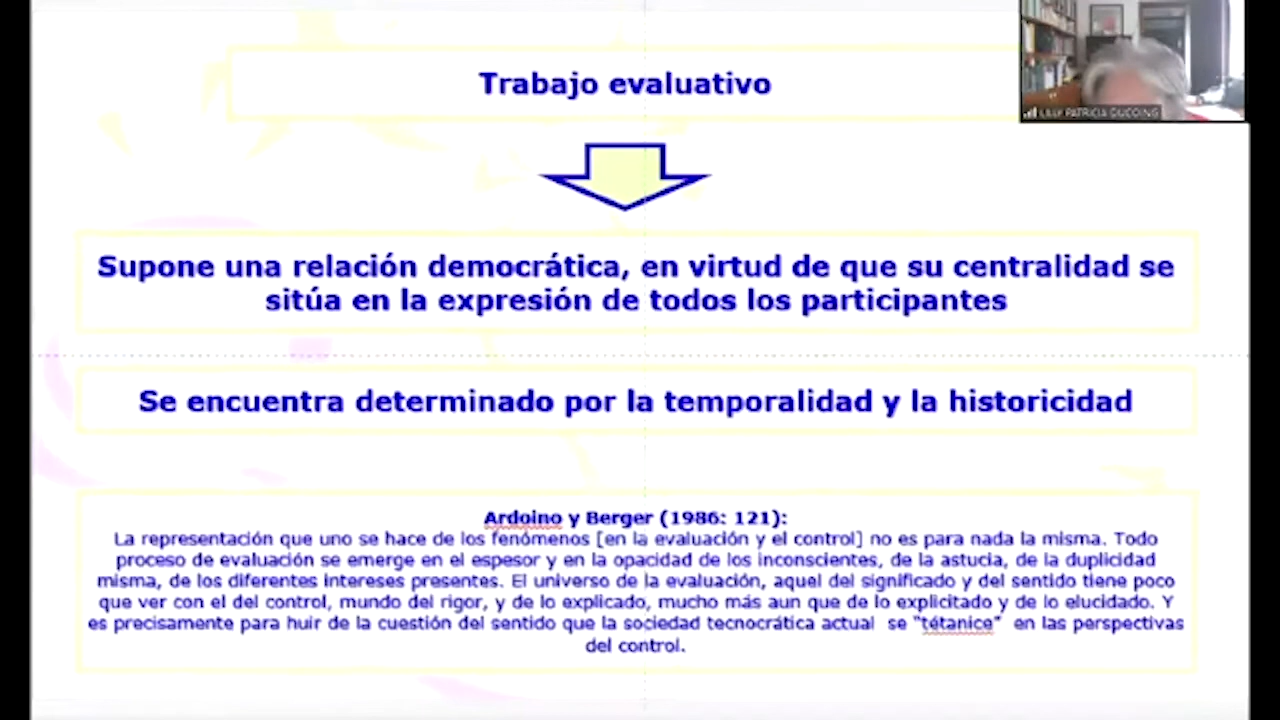 Trabajo evaluativo
LILLY PATRICIA DUCOING
Supone una relación democrática, en virtud de que su centralidad se
sitúa en la expresión de todos los participantes
Se encuentra determinado por la temporalidad y la historicidad
Ardoino y Berger (1986: 121):
La representación que uno se hace de los fenómenos [en la evaluación y el control] no es para nada la misma. Todo
proceso de evaluación se emerge en el espesor y en la opacidad de los inconscientes, de la astucia, de la duplicidad
misma, de los diferentes intereses presentes. El universo de la evaluación, aquel del significado y del sentido tiene poco
que ver con el del control, mundo del rigor, y de lo explicado, mucho más aun que de lo explicitado y de lo elucidado. Y
es precisamente para huir de la cuestión del sentido que la sociedad tecnocrática actual se "tétanice" en las perspectivas
del control.